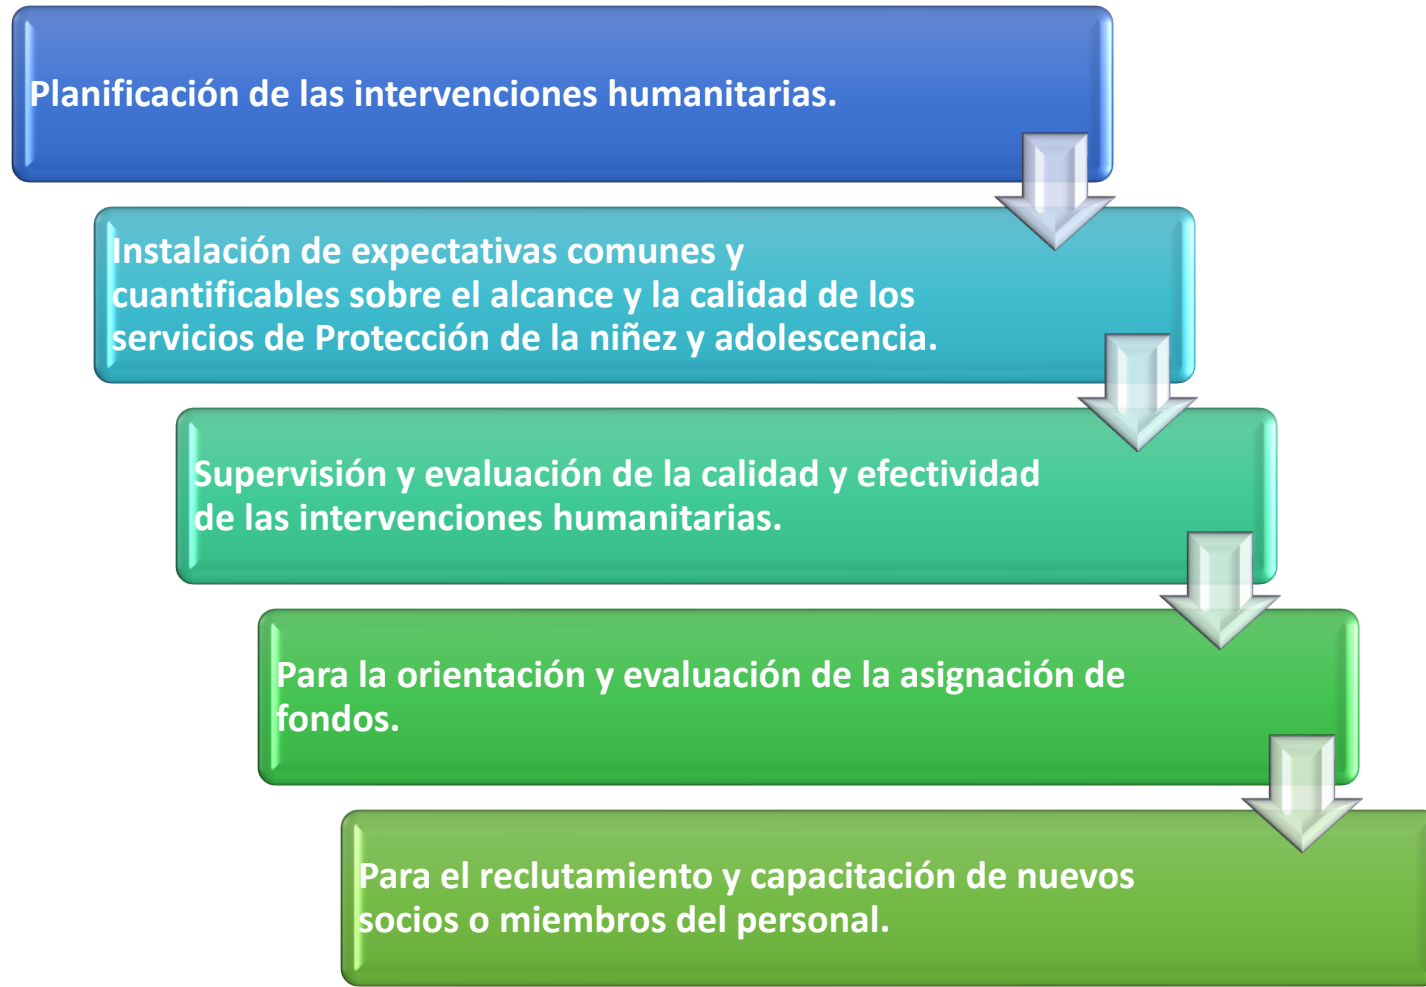 Planificación de las intervenciones humanitarias.
Instalación de expectativas comunes y
cuantificables sobre el alcance y la calidad de los
servicios de Protección de la niñez y adolescencia.
Supervisión y evaluación de la calidad y efectividad
de las intervenciones humanitarias.
Para la orientación y evaluación de la asignación de
fondos.
Para el reclutamiento y capacitación de nuevos
socios o miembros del personal.